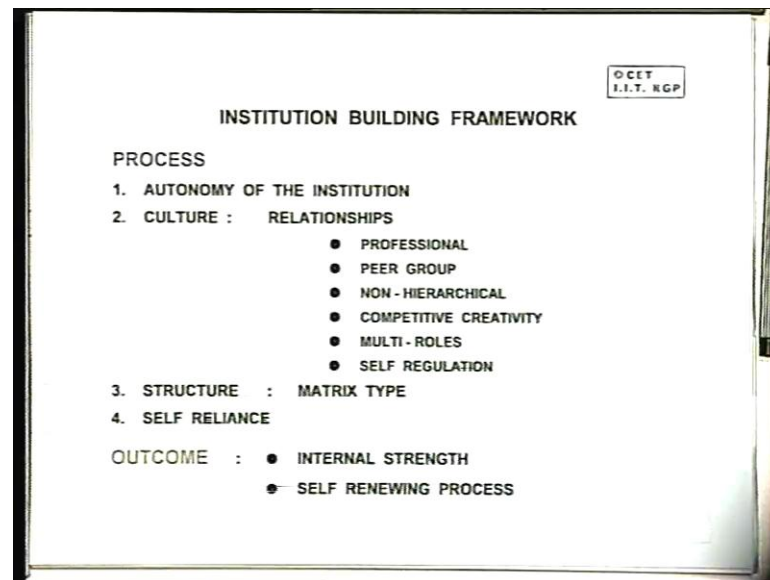 © CET
I.I.T. KGP
INSTITUTION BUILDING FRAMEWORK
PROCESS
1. AUTONOMY OF THE INSTITUTION
2. CULTURE : RELATIONSHIPS
● PROFESSIONAL
● PEER GROUP
● NON - HIERARCHICAL
● COMPETITIVE CREATIVITY
● MULTI - ROLES
● SELF REGULATION
3. STRUCTURE : MATRIX TYPE
4. SELF RELIANCE
OUTCOME : ● INTERNAL STRENGTH
● SELF RENEWING PROCESS